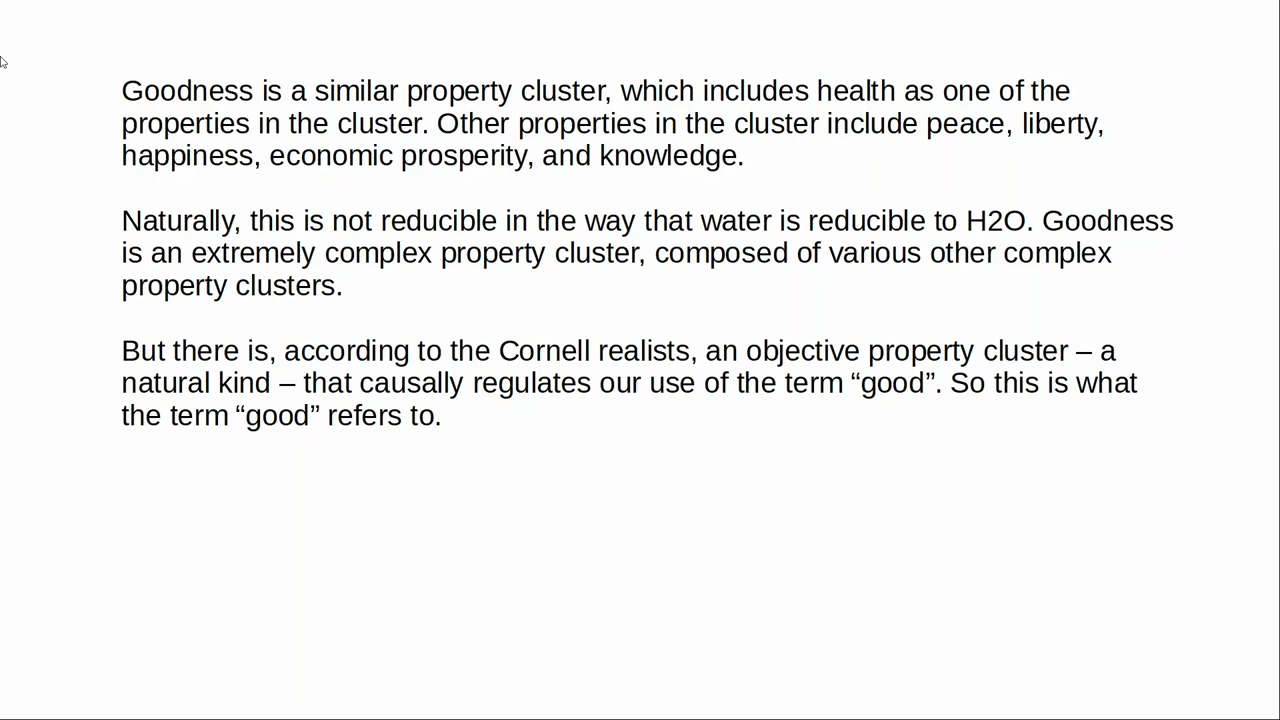 Goodness is a similar property cluster, which includes health as one of the
properties in the cluster. Other properties in the cluster include peace, liberty,
happiness, economic prosperity, and knowledge.
Naturally, this is not reducible in the way that water is reducible to H2O. Goodness
is an extremely complex property cluster, composed of various other complex
property clusters.
But there is, according to the Cornell realists, an objective property cluster – a
natural kind – that causally regulates our use of the term “good”. So this is what
the term “good” refers to.